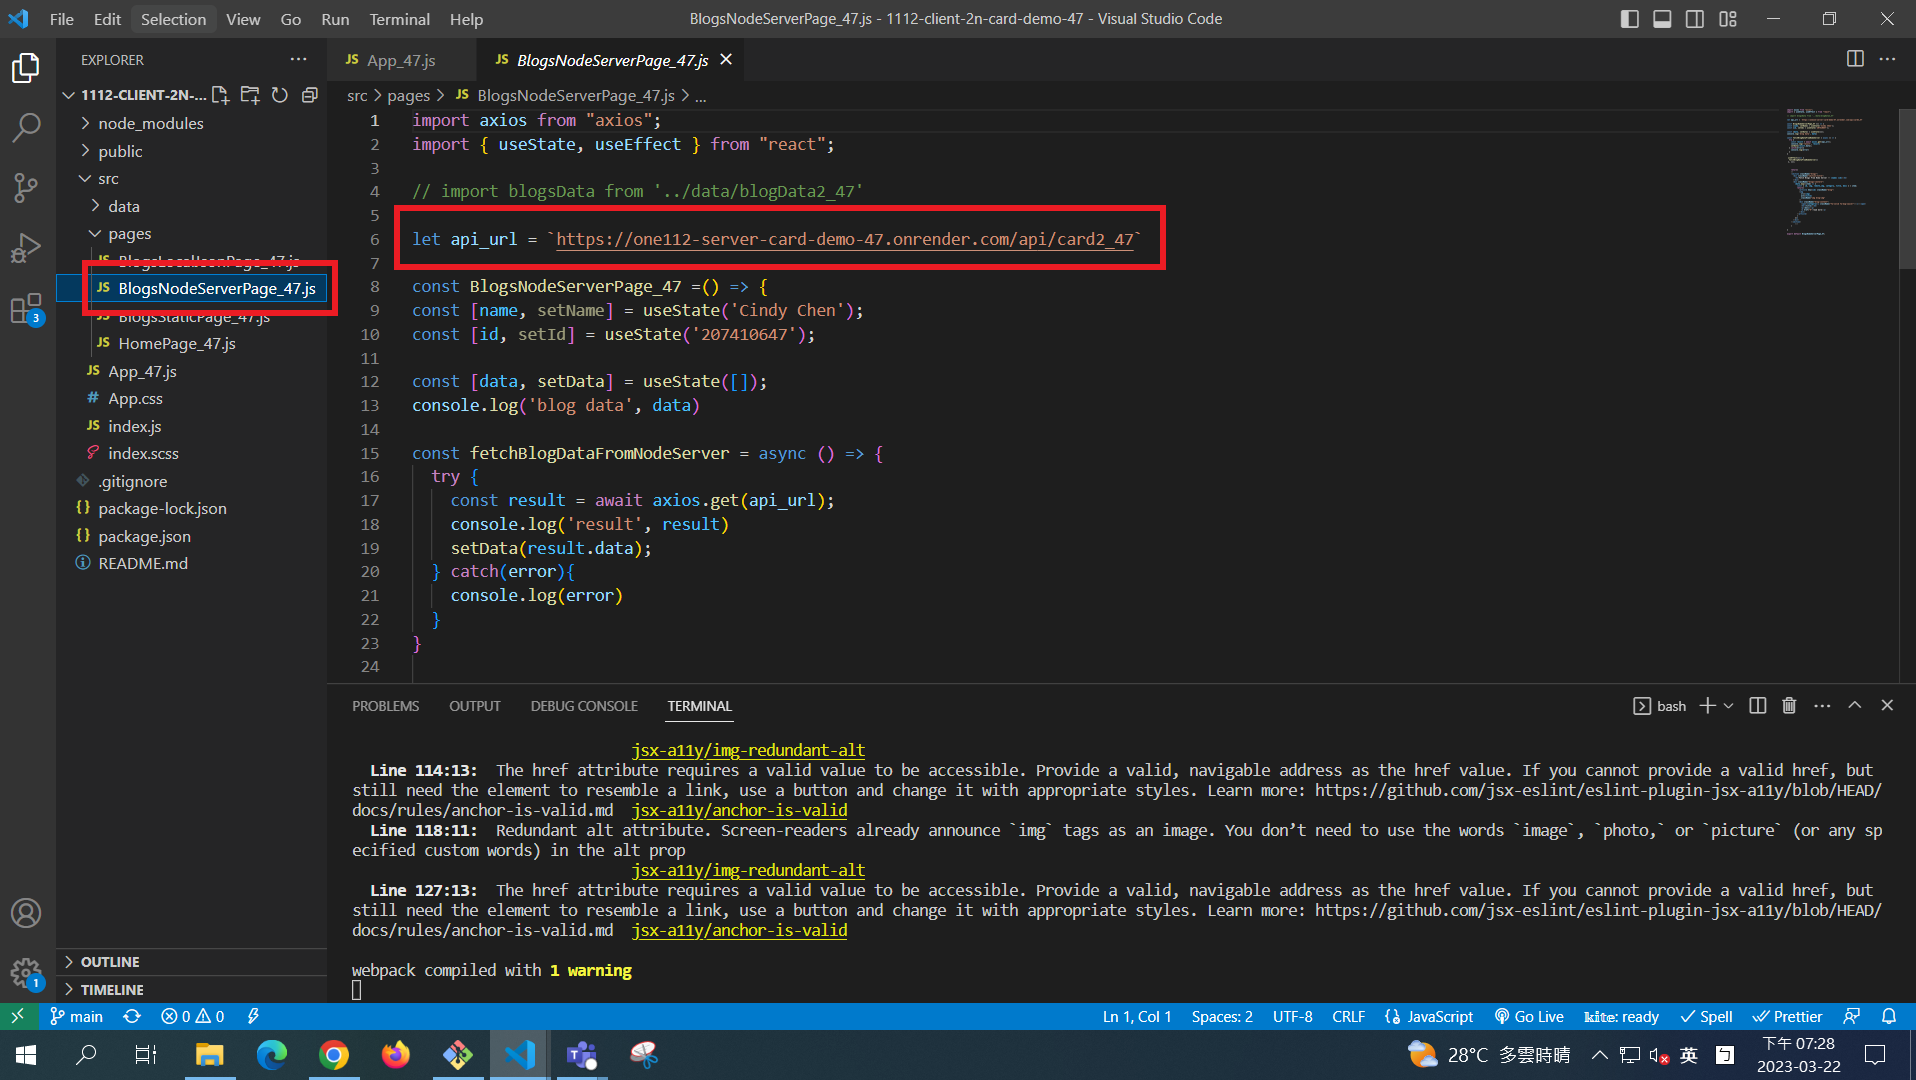 File Edit Selection View Go Run Terminal Help
BlogsNodeServerPage_47.js - 1112-client-2n-card-demo-47 - Visual Studio Code
EXPLORER
JS App_47.js
JS BlogsNodeServerPage_47.js
1112-CLIENT-2N-...
src > pages > JS BlogsNodeServerPage_47.js > ...
node_modules
public
src
data
pages
JS BlogsLocalJsonPage_47.js
JS BlogsNodeServerPage_47.js
JS BlogsStaticPage_47.js
JS HomePage_47.js
JS App_47.js
# App.css
JS index.js
index.scss
.gitignore
{} package-lock.json
{} package.json
README.md
3
1
OUTLINE
TIMELINE
1 import axios from "axios";
2 import { useState, useEffect } from "react";
3
4 // import blogsData from '../data/blogData2_47'
5
6 let api_url = `https://one112-server-card-demo-47.onrender.com/api/card2_47`
7
8 const BlogsNodeServerPage_47 =() => {
9 const [name, setName] = useState('Cindy Chen');
10 const [id, setId] = useState('207410647');
11
12 const [data, setData] = useState([]);
13 console.log('blog data', data)
14
15 const fetchBlogDataFromNodeServer = async () => {
16 try {
17 const result = await axios.get(api_url);
18 console.log('result', result)
19 setData(result.data);
20 } catch(error){
21 console.log(error)
22 }
23 }
24
PROBLEMS OUTPUT DEBUG CONSOLE TERMINAL
bash
jsx-a11y/img-redundant-alt
Line 114:13: The href attribute requires a valid value to be accessible. Provide a valid, navigable address as the href value. If you cannot provide a valid href, but
still need the element to resemble a link, use a button and change it with appropriate styles. Learn more: https://github.com/jsx-eslint/eslint-plugin-jsx-a11y/blob/HEAD/
docs/rules/anchor-is-valid.md jsx-a11y/anchor-is-valid
Line 118:11: Redundant alt attribute. Screen-readers already announce `img` tags as an image. You don’t need to use the words `image`, `photo,` or `picture` (or any sp
ecified custom words) in the alt prop
jsx-a11y/img-redundant-alt
Line 127:13: The href attribute requires a valid value to be accessible. Provide a valid, navigable address as the href value. If you cannot provide a valid href, but
still need the element to resemble a link, use a button and change it with appropriate styles. Learn more: https://github.com/jsx-eslint/eslint-plugin-jsx-a11y/blob/HEAD/
docs/rules/anchor-is-valid.md jsx-a11y/anchor-is-valid
webpack compiled with 1 warning
main 0 0
Ln 1, Col 1 Spaces: 2 UTF-8 CRLF {} JavaScript Go Live kite: ready Spell Prettier
28°C 多雲時晴 英
下午 07:28
2023-03-22